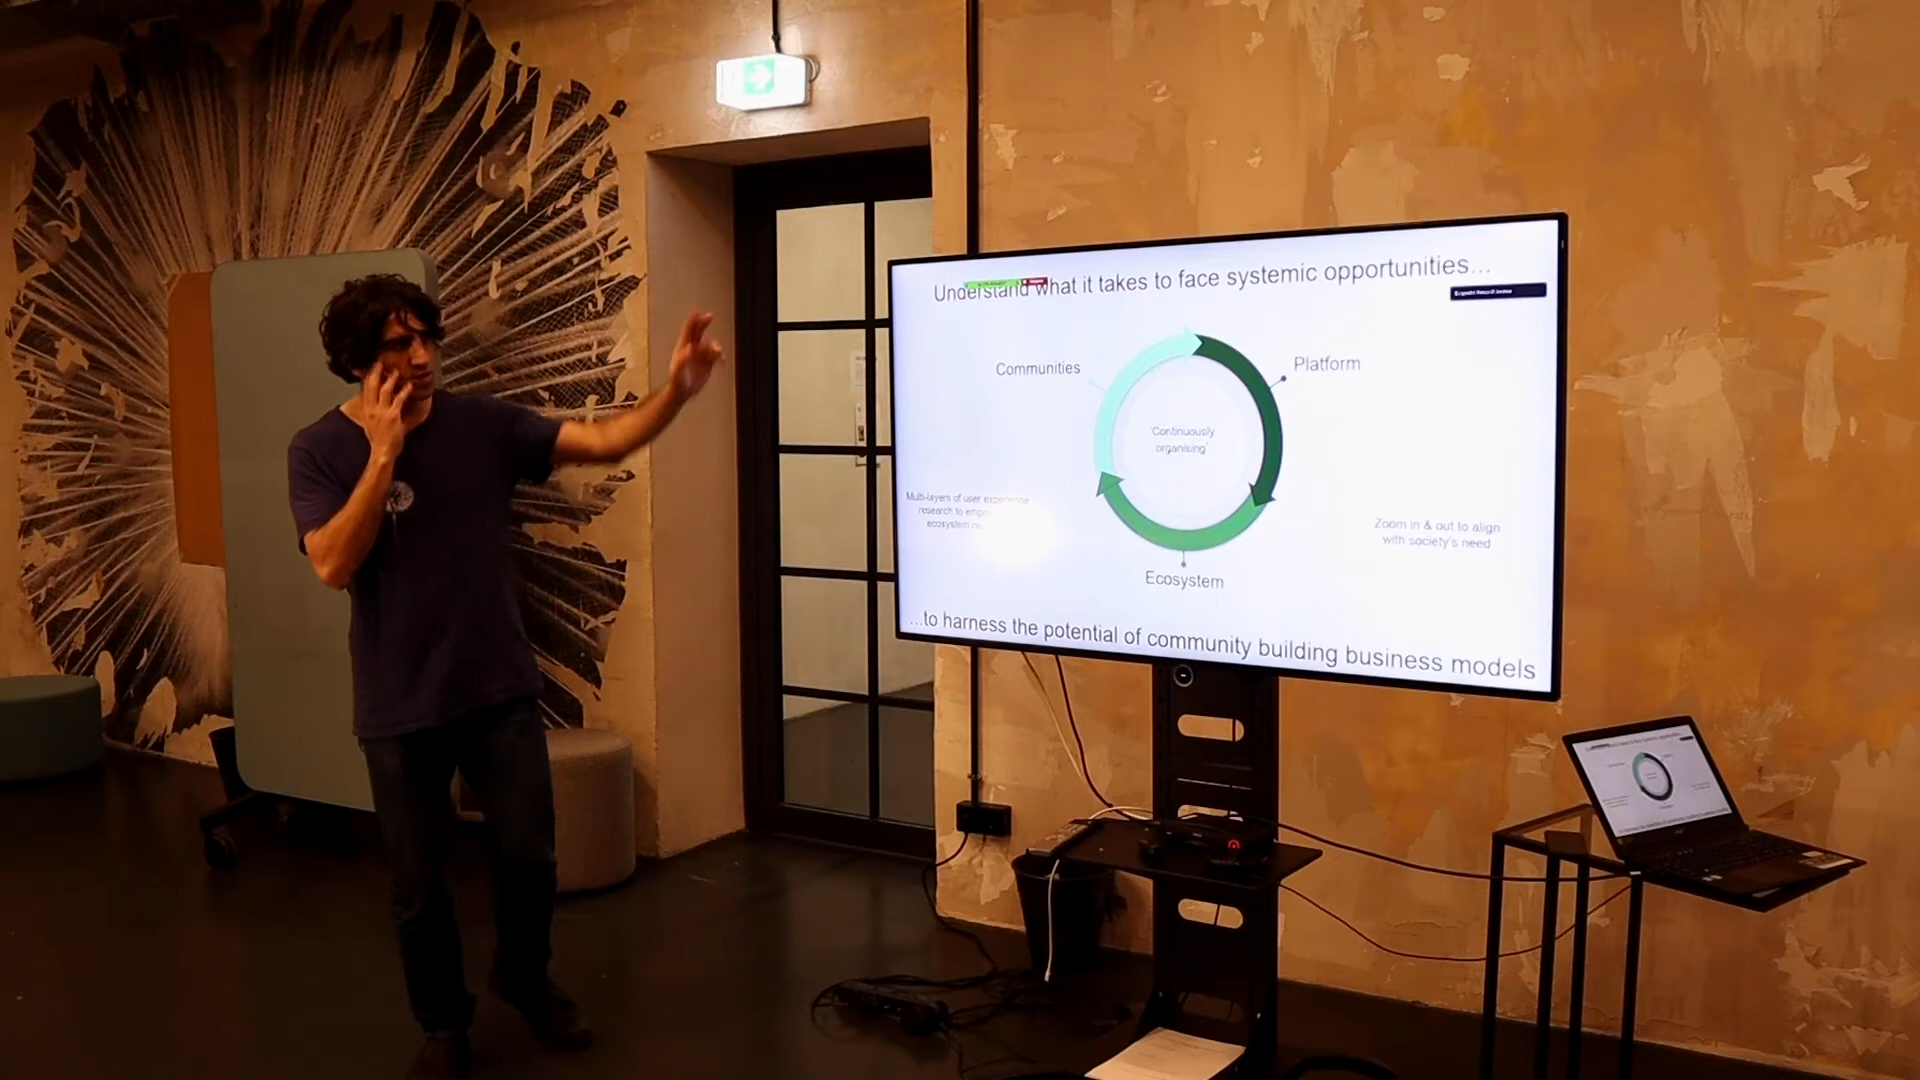 Understand what it takes to face systemic opportunities...
Communities
Platform
'Continuously
organising'
Multi-layers of user experience
research to
ecosystem
Zoom in & out to align
with society's need
Ecosystem
...to harness the potential of community building business models